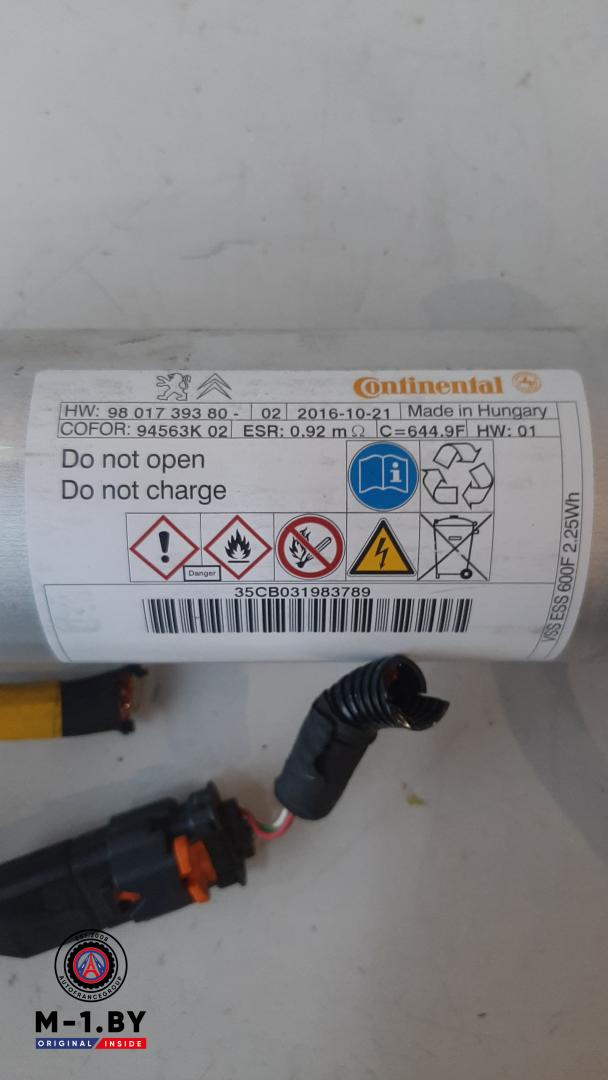 Continental
HW: 98 017 393 80 - 02 2016-10-21 Made in Hungary
COFOR: 94563K 02 ESR: 0.92 m Ω C=644.9F HW: 01
Do not open
Do not charge
Danger
35CB031983789
VSS ESS 600F 2.25Wh
AUTOFRANCEGROUP
M-1.BY
ORIGINAL INSIDE